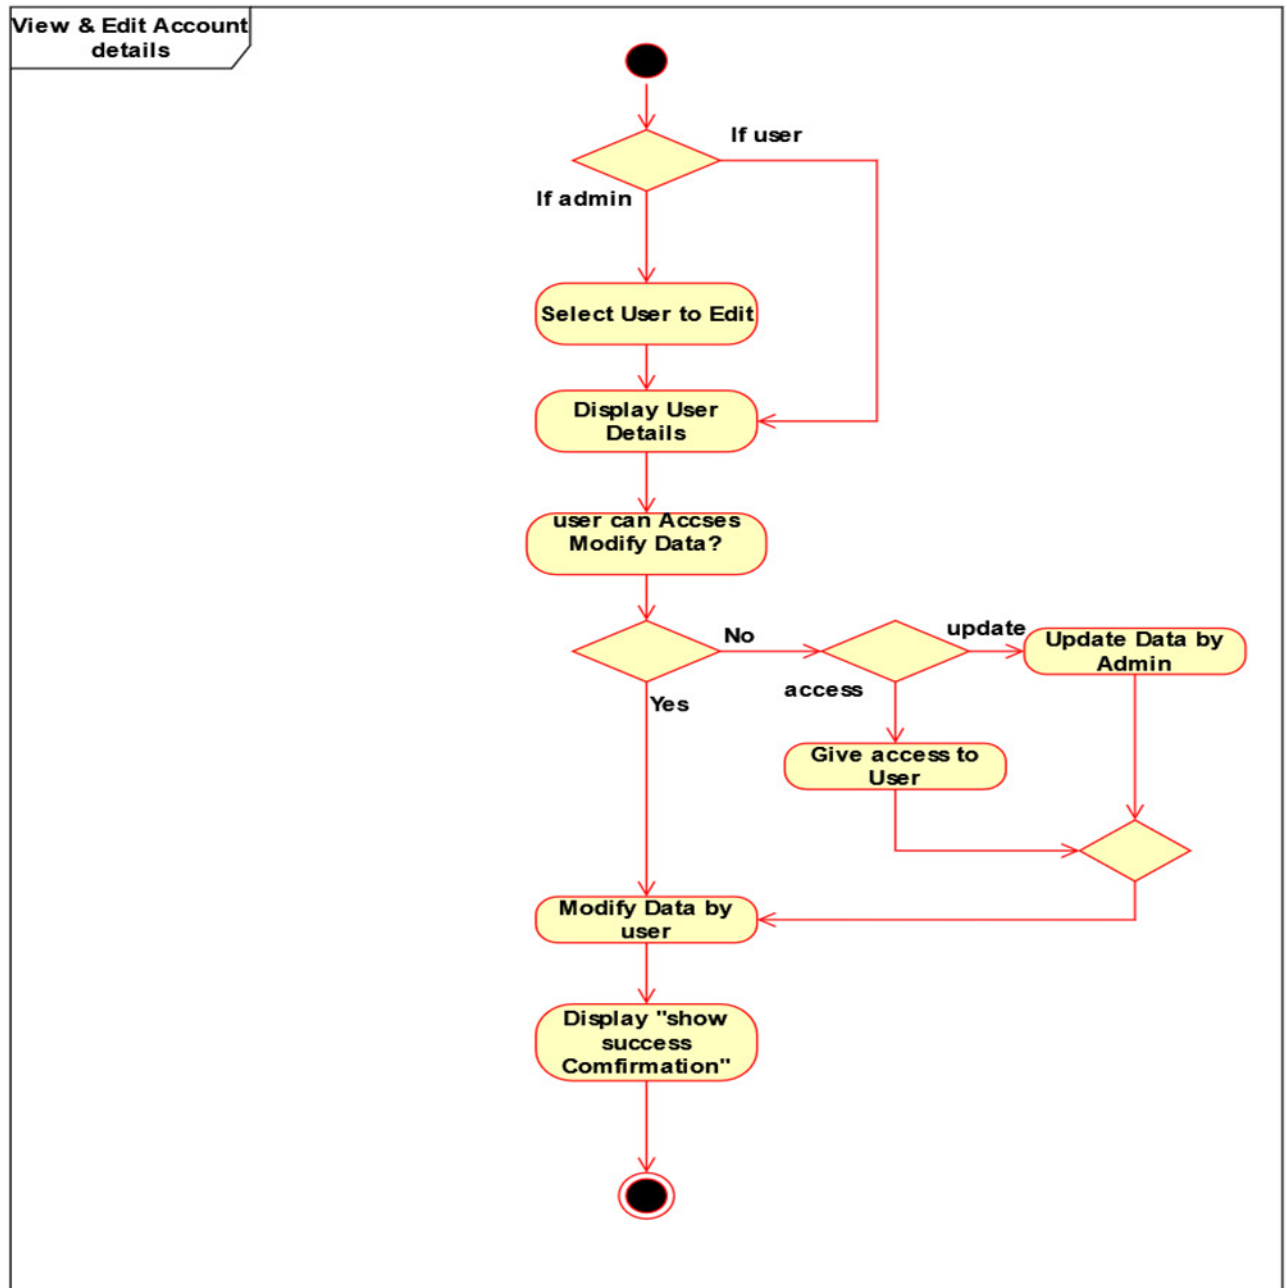 View & Edit Account
details
If user
If admin
Select User to Edit
Display User
Details
user can Accses
Modify Data?
No
update
Update Data by
Admin
access
Yes
Give access to
User
Modify Data by
user
Display "show
success
Comfirmation"